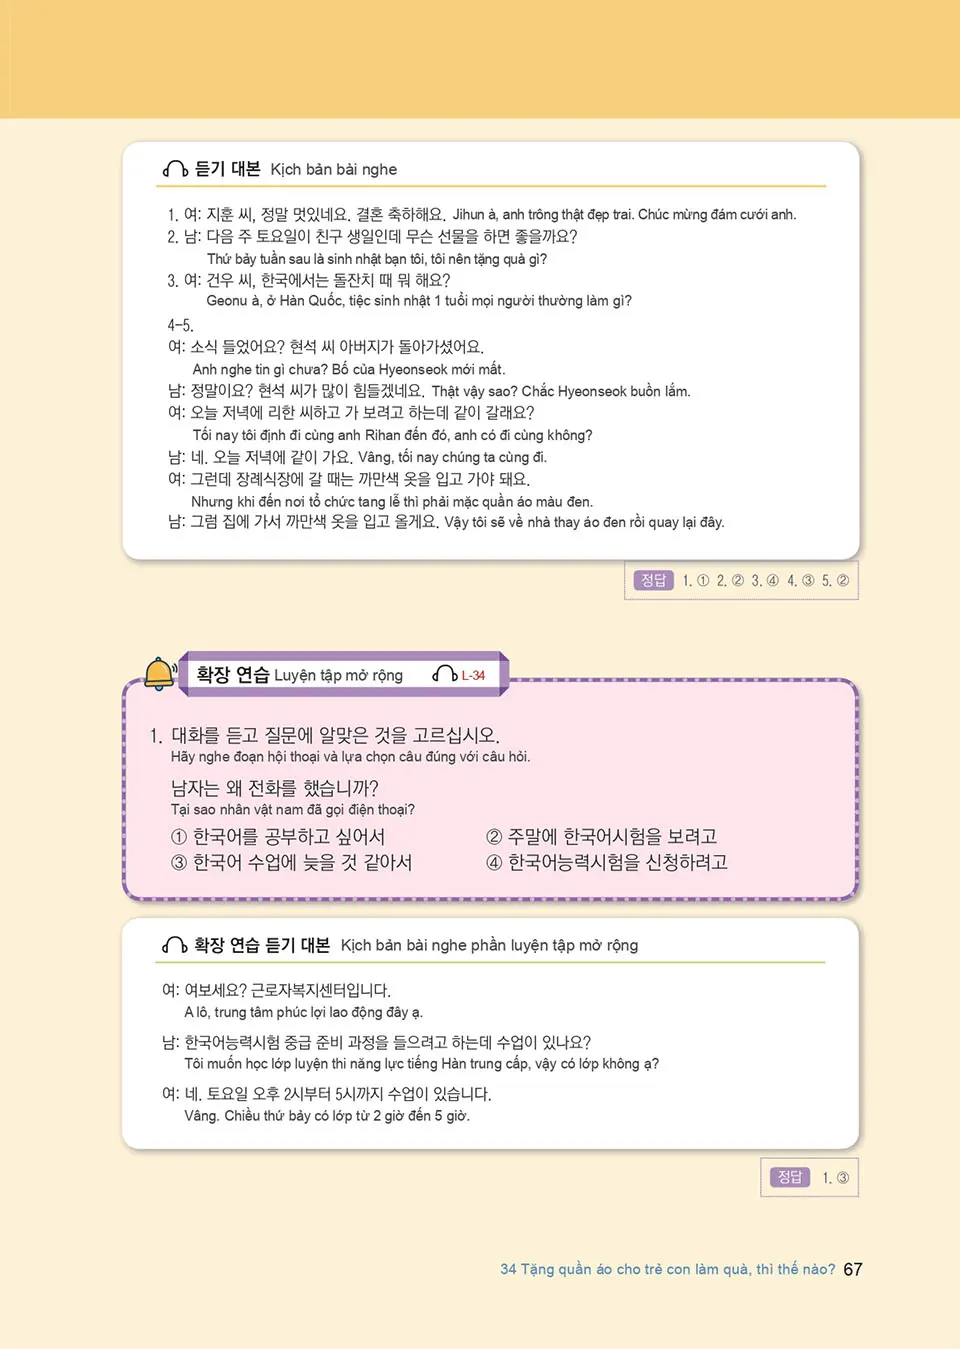 듣기 대본 Kịch bản bài nghe
1. 여: 지훈 씨, 정말 멋있네요. 결혼 축하해요. Jihun à, anh trông thật đẹp trai. Chúc mừng đám cưới anh.
2. 남: 다음 주 토요일이 친구 생일인데 무슨 선물을 하면 좋을까요?
Thứ bảy tuần sau là sinh nhật bạn tôi, tôi nên tặng quà gì?
3. 여: 건우 씨, 한국에서는 돌잔치 때 뭐 해요?
Geonu à, ở Hàn Quốc, tiệc sinh nhật 1 tuổi mọi người thường làm gì?
4-5.
여: 소식 들었어요? 현석 씨 아버지가 돌아가셨어요.
Anh nghe tin gì chưa? Bố của Hyeonseok mới mất.
남: 정말이요? 현석 씨가 많이 힘들겠네요. Thật vậy sao? Chắc Hyeonseok buồn lắm.
여: 오늘 저녁에 리한 씨하고 가 보려고 하는데 같이 갈래요?
Tối nay tôi định đi cùng anh Rihan đến đó, anh có đi cùng không?
남: 네. 오늘 저녁에 같이 가요. Vâng, tối nay chúng ta cùng đi.
여: 그런데 장례식장에 갈 때는 까만색 옷을 입고 가야 돼요.
Nhưng khi đến nơi tổ chức tang lễ thì phải mặc quần áo màu đen.
남: 그럼 집에 가서 까만색 옷을 입고 올게요. Vậy tôi sẽ về nhà thay áo đen rồi quay lại đây.
정답 1. ① 2. ② 3. ④ 4. ③ 5. ②
확장 연습 Luyện tập mở rộng L-34
1. 대화를 듣고 질문에 알맞은 것을 고르십시오.
Hãy nghe đoạn hội thoại và lựa chọn câu đúng với câu hỏi.
남자는 왜 전화를 했습니까?
Tại sao nhân vật nam đã gọi điện thoại?
① 한국어를 공부하고 싶어서 ② 주말에 한국어시험을 보려고
③ 한국어 수업에 늦을 것 같아서 ④ 한국어능력시험을 신청하려고
확장 연습 듣기 대본 Kịch bản bài nghe phần luyện tập mở rộng
여: 여보세요? 근로자복지센터입니다.
A lô, trung tâm phúc lợi lao động đây ạ.
남: 한국어능력시험 중급 준비 과정을 들으려고 하는데 수업이 있나요?
Tôi muốn học lớp luyện thi năng lực tiếng Hàn trung cấp, vậy có lớp không ạ?
여: 네. 토요일 오후 2시부터 5시까지 수업이 있습니다.
Vâng. Chiều thứ bảy có lớp từ 2 giờ đến 5 giờ.
정답 1. ③
34 Tặng quần áo cho trẻ con làm quà, thì thế nào? 67